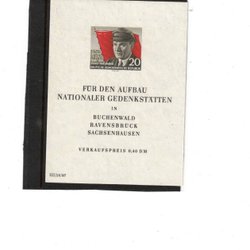 20
FÜR DEN AUFBAU
NATIONALER GEDENKSTÄTTEN
IN
BUCHENWALD
RAVENSBRÜCK
SACHSENHAUSEN
VERKAUFSPREIS 0,40 DM